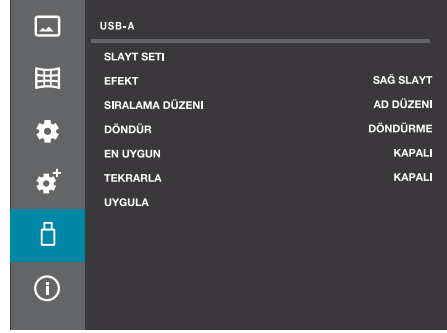 USB-A
SLAYT SETI
EFEKT SAĞ SLAYT
SIRALAMA DÜZENI AD DÜZENI
DÖNDÜR DÖNDÜRME
EN UYGUN KAPALI
TEKRARLA KAPALI
UYGULA